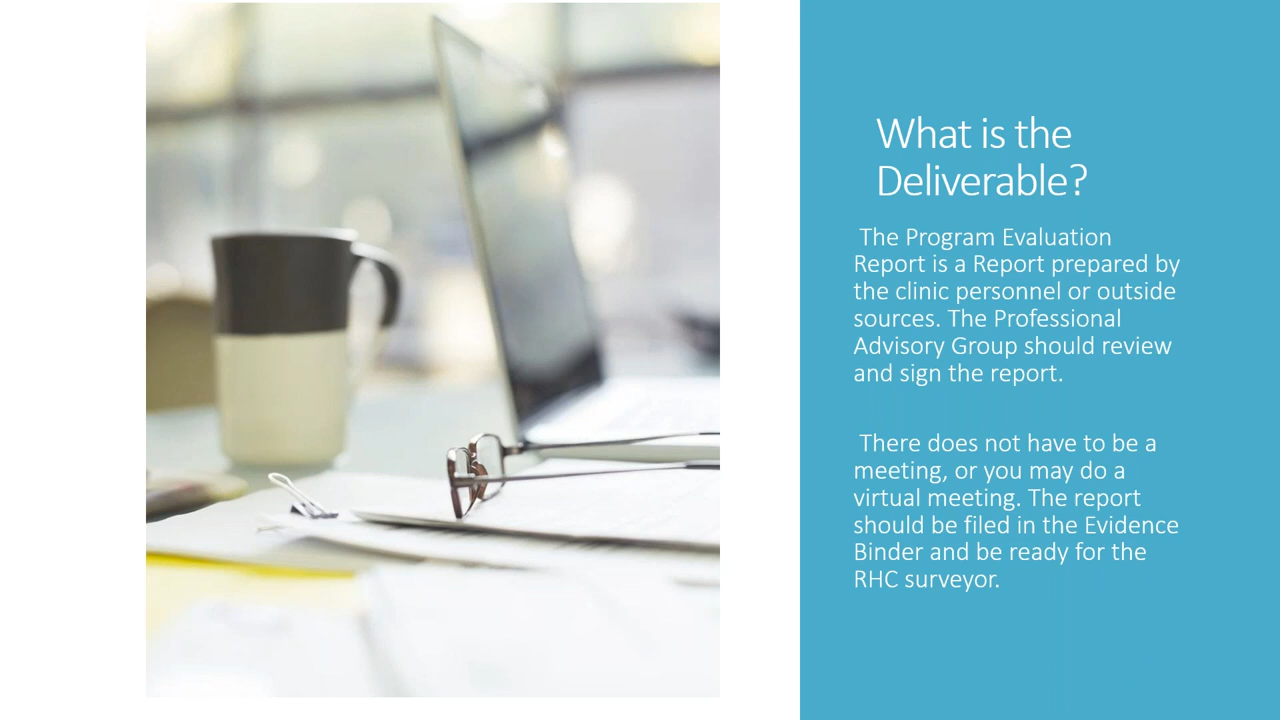 What is the
Deliverable?
The Program Evaluation
Report is a Report prepared by
the clinic personnel or outside
sources. The Professional
Advisory Group should review
and sign the report.
There does not have to be a
meeting, or you may do a
virtual meeting. The report
should be filed in the Evidence
Binder and be ready for the
RHC surveyor.